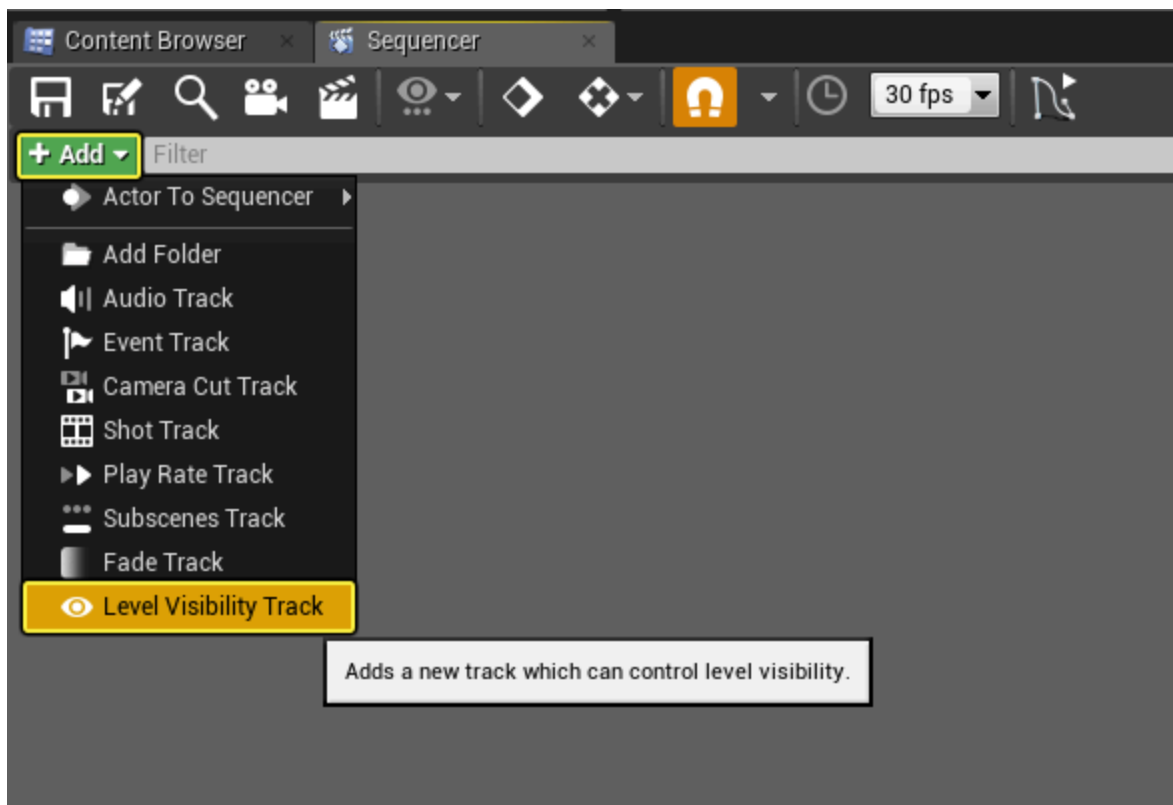 Content Browser
Sequencer
30 fps
+ Add
Filter
Actor To Sequencer
Add Folder
Audio Track
Event Track
Camera Cut Track
Shot Track
Play Rate Track
Subscenes Track
Fade Track
Level Visibility Track
Adds a new track which can control level visibility.